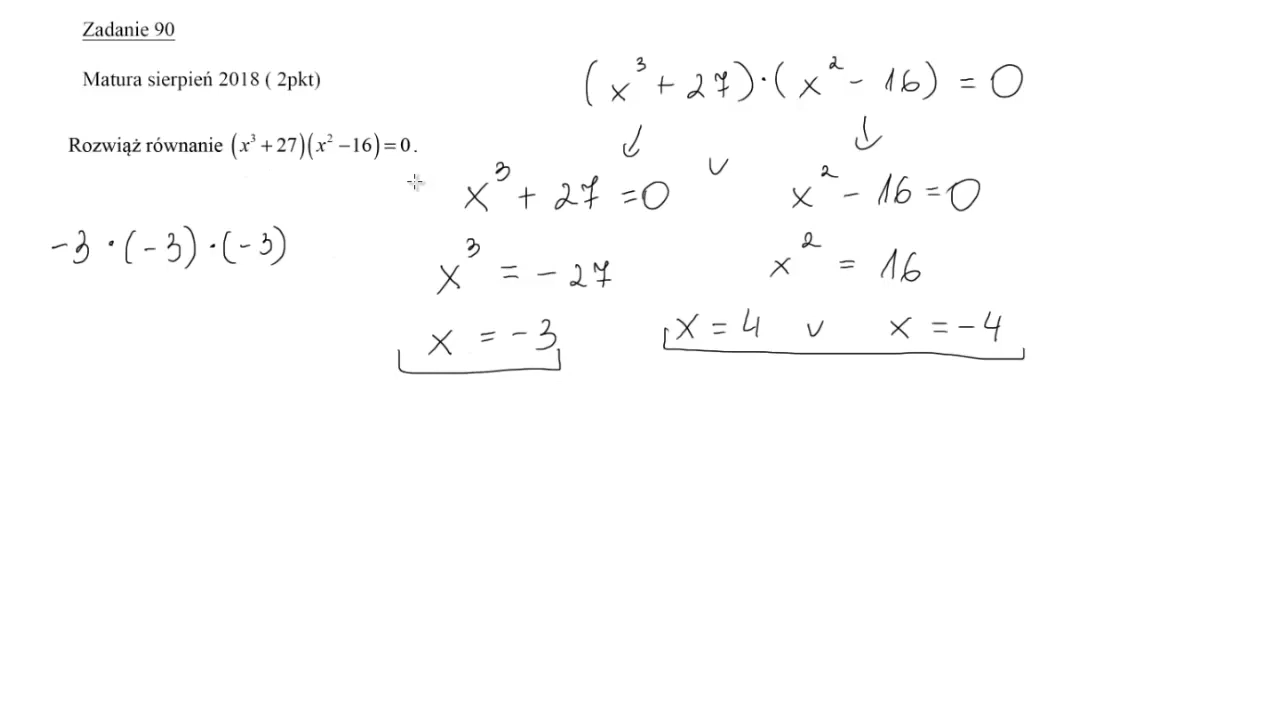 Zadanie 90
Matura sierpień 2018 ( 2pkt)
Rozwiąż równanie (x³ + 27)(x² − 16) = 0.
−3 · (−3) · (−3)
(x³ + 27) · (x² − 16) = 0
x³ + 27 = 0 ∨ x² − 16 = 0
x³ = −27 x² = 16
x = −3 x = 4 ∨ x = −4